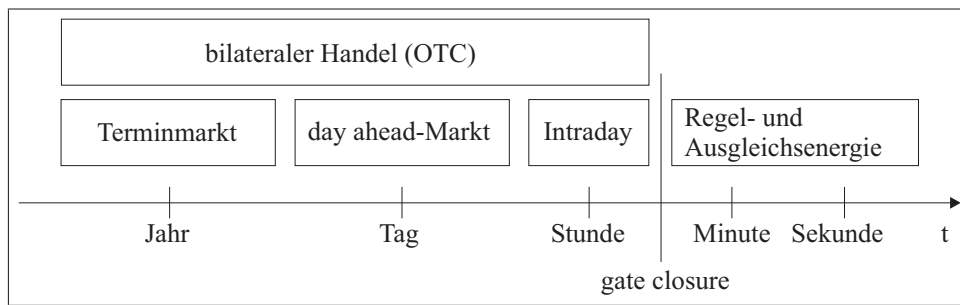 bilateraler Handel (OTC)
Terminmarkt
day ahead-Markt
Intraday
Regel- und
Ausgleichsenergie
Jahr
Tag
Stunde
Minute
Sekunde
t
gate closure